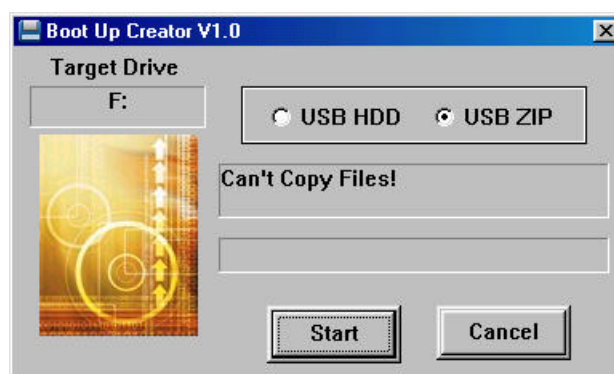 Boot Up Creator V1.0
Target Drive
F:
USB HDD
USB ZIP
Can't Copy Files!
Start
Cancel